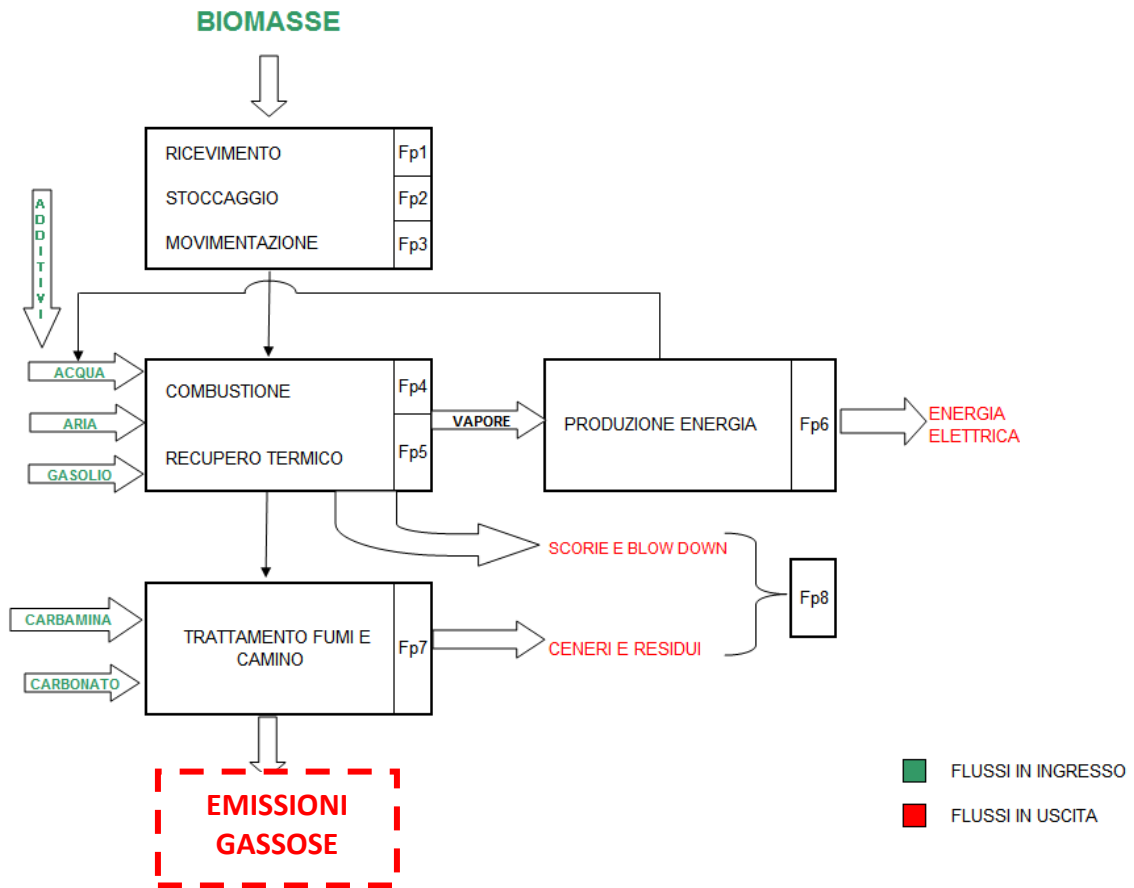 BIOMASSE
RICEVIMENTO
Fp1
STOCCAGGIO
Fp2
MOVIMENTAZIONE
Fp3
ADDITIVI
ACQUA
ARIA
GASOLIO
COMBUSTIONE
Fp4
RECUPERO TERMICO
Fp5
VAPORE
PRODUZIONE ENERGIA
Fp6
ENERGIA
ELETTRICA
SCORIE E BLOW DOWN
Fp8
CARBAMINA
CARBONATO
TRATTAMENTO FUMI E
CAMINO
Fp7
CENERI E RESIDUI
EMISSIONI
GASSOSE
FLUSSI IN INGRESSO
FLUSSI IN USCITA